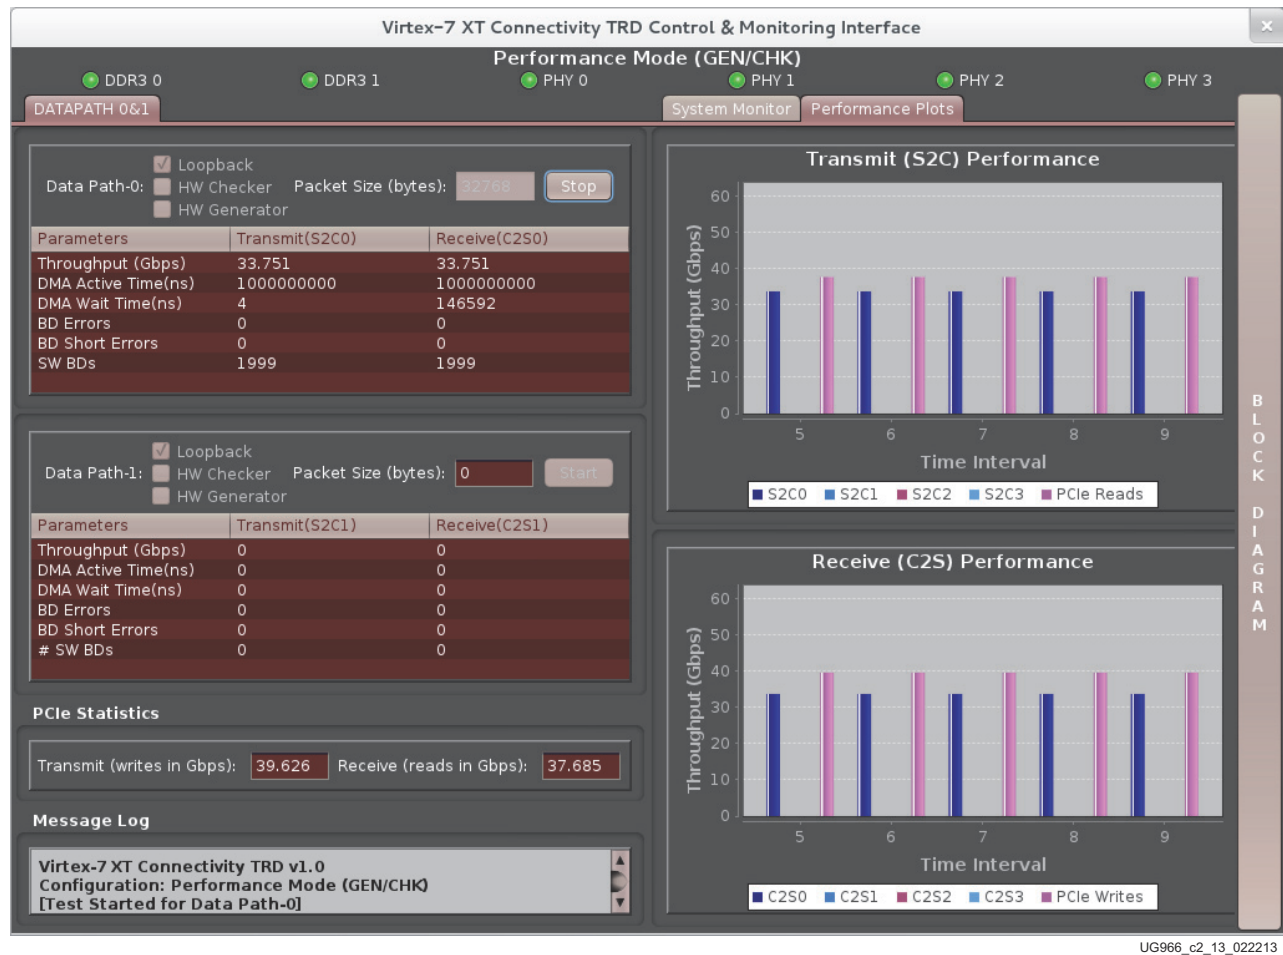 Virtex-7 XT Connectivity TRD Control & Monitoring Interface
Performance Mode (GEN/CHK)
DDR3 0 DDR3 1 PHY 0 PHY 1 PHY 2 PHY 3
DATAPATH 0&1
System Monitor Performance Plots
Loopback
Data Path-0: HW Checker Packet Size (bytes): 32768 Stop
HW Generator
Parameters Transmit(S2C0) Receive(C2S0)
Throughput (Gbps) 33.751 33.751
DMA Active Time(ns) 1000000000 1000000000
DMA Wait Time(ns) 4 146592
BD Errors 0 0
BD Short Errors 0 0
SW BDs 1999 1999
Loopback
Data Path-1: HW Checker Packet Size (bytes): 0 Start
HW Generator
Parameters Transmit(S2C1) Receive(C2S1)
Throughput (Gbps) 0 0
DMA Active Time(ns) 0 0
DMA Wait Time(ns) 0 0
BD Errors 0 0
BD Short Errors 0 0
# SW BDs 0 0
PCIe Statistics
Transmit (writes in Gbps): 39.626 Receive (reads in Gbps): 37.685
Message Log
Virtex-7 XT Connectivity TRD v1.0
Configuration: Performance Mode (GEN/CHK)
[Test Started for Data Path-0]
Transmit (S2C) Performance
Throughput (Gbps)
60
50
40
30
20
10
0
5 6 7 8 9
Time Interval
S2C0 S2C1 S2C2 S2C3 PCIe Reads
Receive (C2S) Performance
Throughput (Gbps)
60
50
40
30
20
10
0
5 6 7 8 9
Time Interval
C2S0 C2S1 C2S2 C2S3 PCIe Writes
BLOCK DIAGRAM
UG966_c2_13_022213